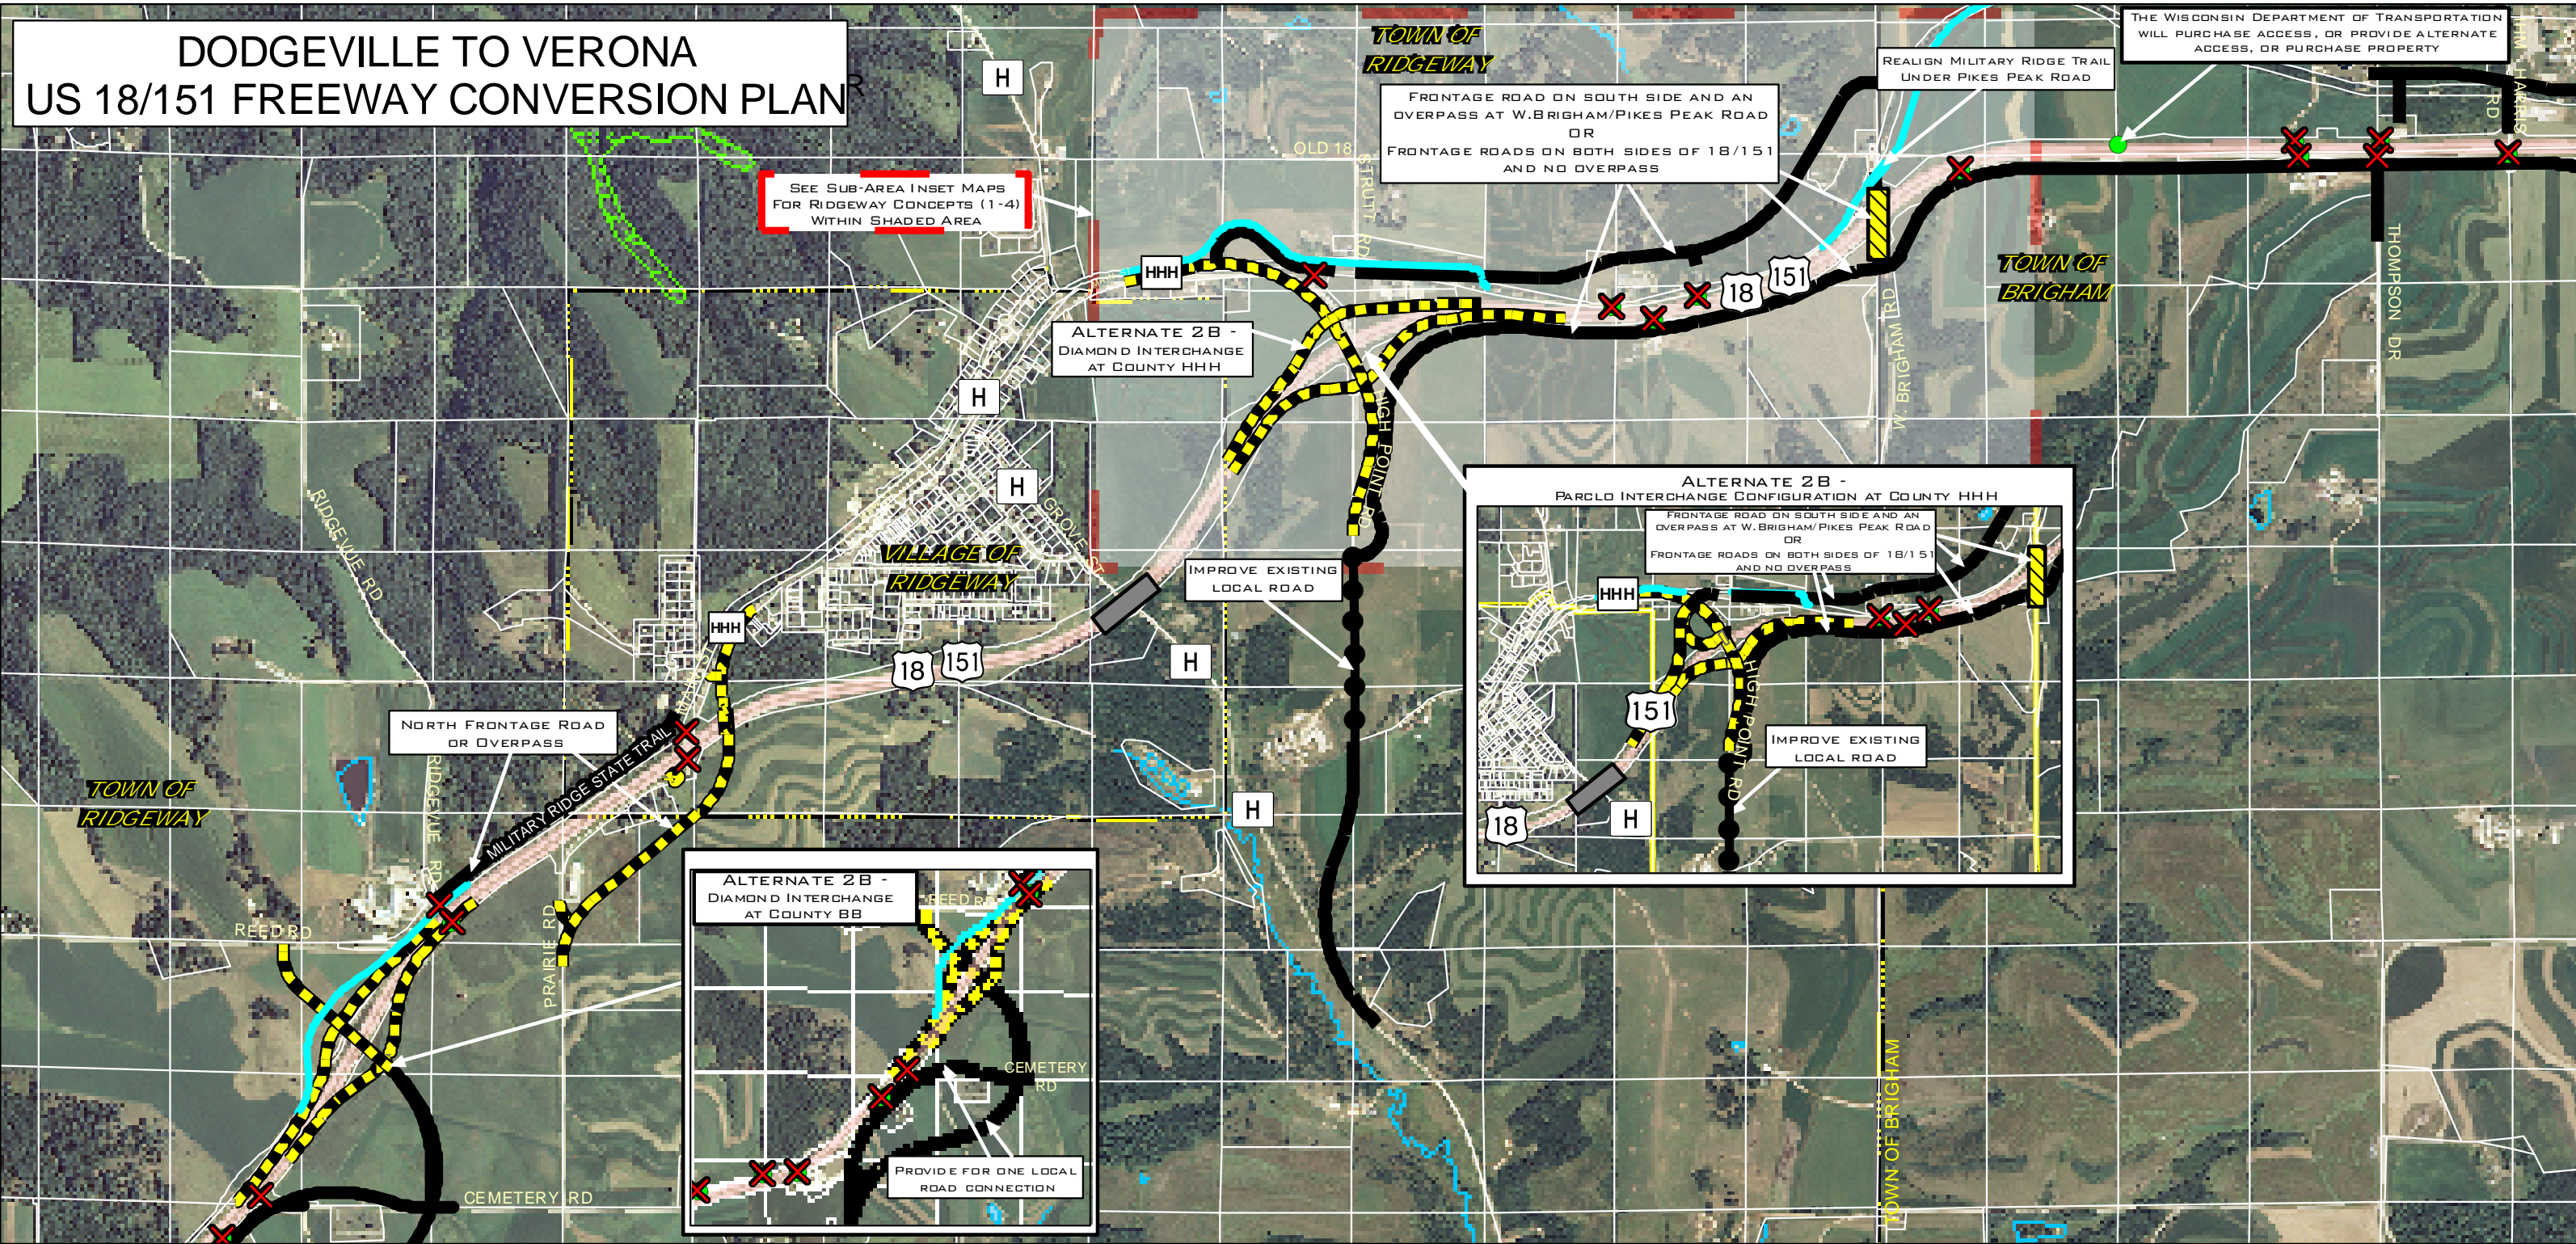 DODGEVILLE TO VERONA
US 18/151 FREEWAY CONVERSION PLAN
R
H
TOWN OF
RIDGEWAY
THE WISCONSIN DEPARTMENT OF TRANSPORTATION
WILL PURCHASE ACCESS, OR PROVIDE ALTERNATE
ACCESS, OR PURCHASE PROPERTY
REALIGN MILITARY RIDGE TRAIL
UNDER PIKES PEAK ROAD
FRONTAGE ROAD ON SOUTH SIDE AND AN
OVERPASS AT W.BRIGHAM/PIKES PEAK ROAD
OR
FRONTAGE ROADS ON BOTH SIDES OF 18/151
AND NO OVERPASS
OLD 18
STRUTT RD
RD
SEE SUB-AREA INSET MAPS
FOR RIDGEWAY CONCEPTS (1-4)
WITHIN SHADED AREA
HHH
18
151
TOWN OF
BRIGHAM
THOMPSON DR
W. BRIGHAM RD
ALTERNATE 2B -
DIAMOND INTERCHANGE
AT COUNTY HHH
H
H
HIGH POINT RD
RIDGEVUE RD
GROVE ST
VILLAGE OF
RIDGEWAY
IMPROVE EXISTING
LOCAL ROAD
HHH
18
151
H
H
NORTH FRONTAGE ROAD
OR OVERPASS
MILITARY RIDGE STATE TRAIL
RIDGEVUE RD
TOWN OF
RIDGEWAY
REED RD
PRAIRIE RD
CEMETERY RD
ALTERNATE 2B -
DIAMOND INTERCHANGE
AT COUNTY BB
REED RD
CEMETERY
RD
PROVIDE FOR ONE LOCAL
ROAD CONNECTION
ALTERNATE 2B -
PARCLO INTERCHANGE CONFIGURATION AT COUNTY HHH
FRONTAGE ROAD ON SOUTH SIDE AND AN
OVERPASS AT W.BRIGHAM/PIKES PEAK ROAD
OR
FRONTAGE ROADS ON BOTH SIDES OF 18/151
AND NO OVERPASS
HHH
151
HIGH POINT RD
IMPROVE EXISTING
LOCAL ROAD
18
H
TOWN OF BRIGHAM